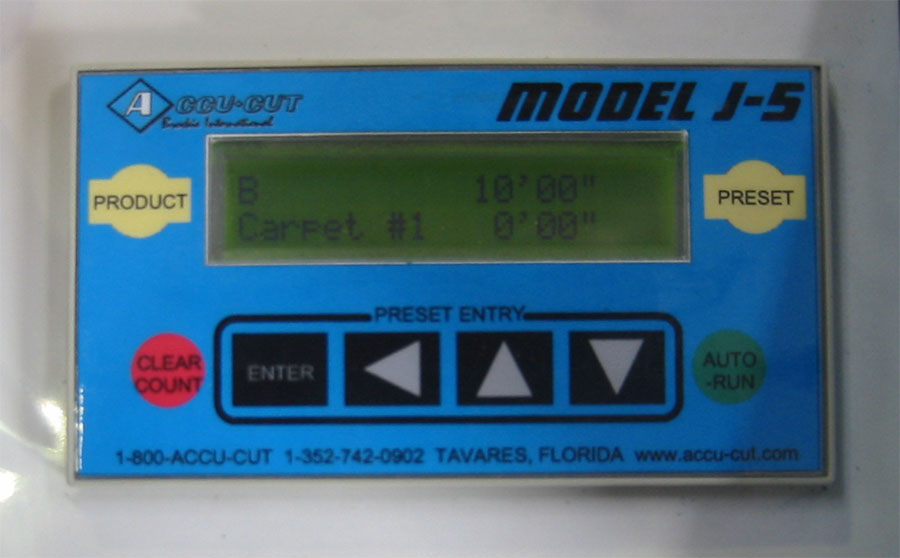 ACCU-CUT
International
MODEL J-5
PRODUCT
B 10'00"
Carpet #1 0'00"
PRESET
PRESET ENTRY
CLEAR
COUNT
ENTER
AUTO
-RUN
1-800-ACCU-CUT 1-352-742-0902 TAVARES, FLORIDA www.accu-cut.com